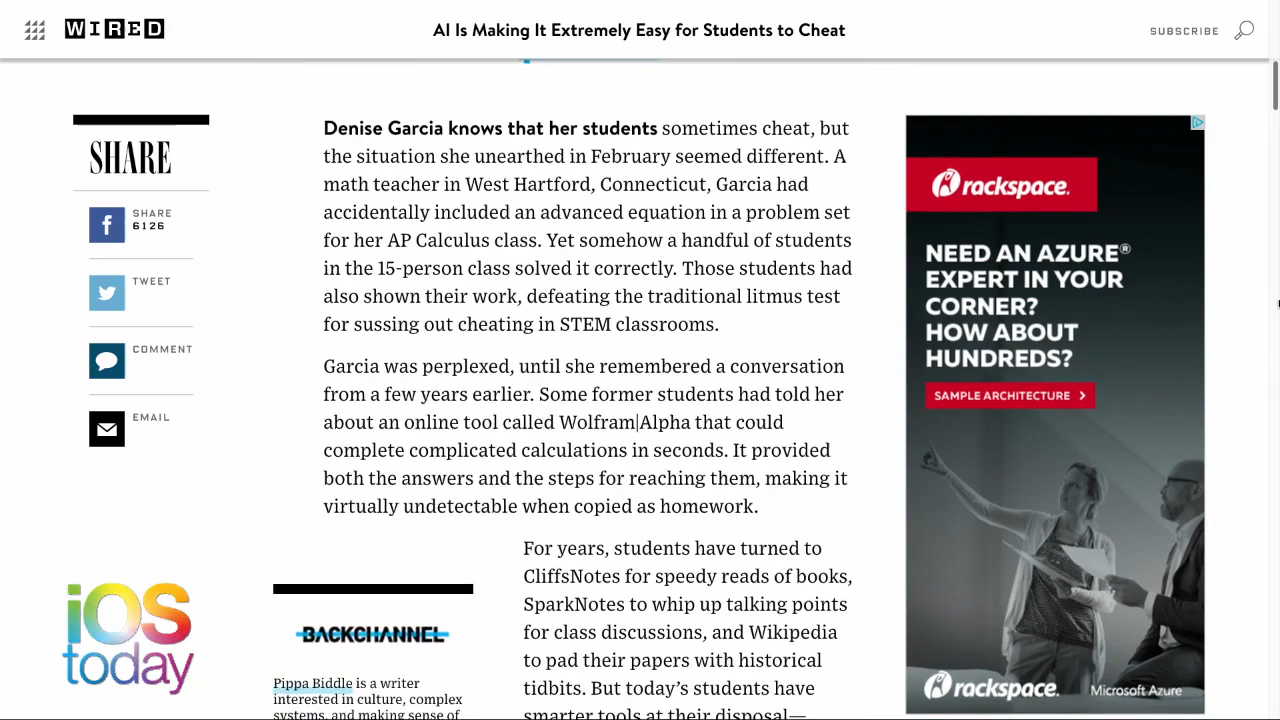 WIRED
AI Is Making It Extremely Easy for Students to Cheat
SUBSCRIBE
SHARE
SHARE
6126
TWEET
COMMENT
EMAIL
Denise Garcia knows that her students sometimes cheat, but
the situation she unearthed in February seemed different. A
math teacher in West Hartford, Connecticut, Garcia had
accidentally included an advanced equation in a problem set
for her AP Calculus class. Yet somehow a handful of students
in the 15-person class solved it correctly. Those students had
also shown their work, defeating the traditional litmus test
for sussing out cheating in STEM classrooms.
Garcia was perplexed, until she remembered a conversation
from a few years earlier. Some former students had told her
about an online tool called Wolfram|Alpha that could
complete complicated calculations in seconds. It provided
both the answers and the steps for reaching them, making it
virtually undetectable when copied as homework.
For years, students have turned to
CliffsNotes for speedy reads of books,
SparkNotes to whip up talking points
for class discussions, and Wikipedia
to pad their papers with historical
tidbits. But today’s students have
smarter tools at their disposal—
BACKCHANNEL
Pippa Biddle is a writer
interested in culture, complex
systems, and making sense of
iOS
today
rackspace.
NEED AN AZURE®
EXPERT IN YOUR
CORNER?
HOW ABOUT
HUNDREDS?
SAMPLE ARCHITECTURE >
rackspace.
Microsoft Azure